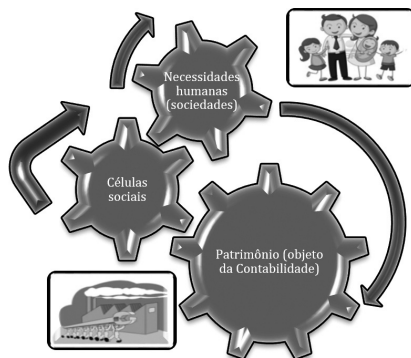 Necessidades
humanas
(sociedades)
Células
sociais
Patrimônio (objeto
da Contabilidade)